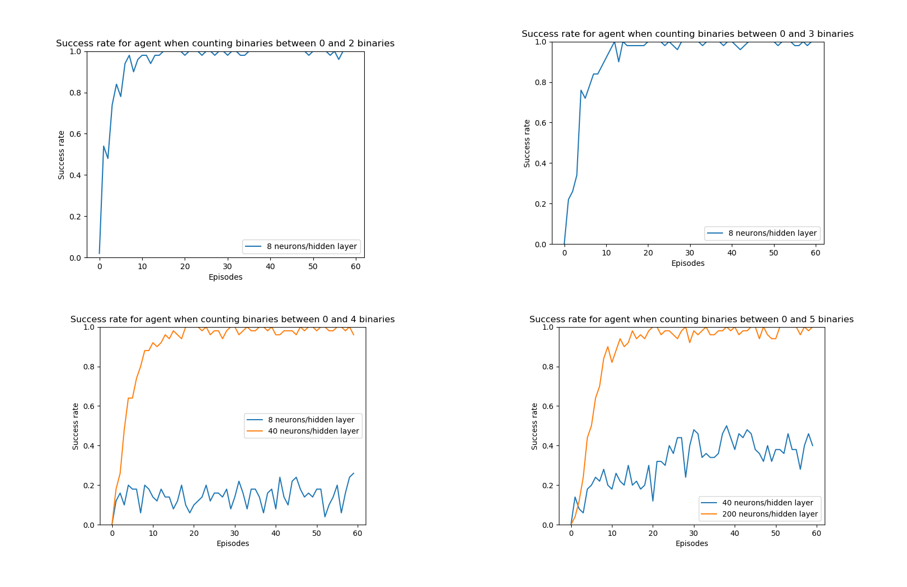 Success rate for agent when counting binaries between 0 and 2 binaries
1.0
0.8
0.6
0.4
0.2
0.0
Success rate
8 neurons/hidden layer
0 10 20 30 40 50 60
Episodes
Success rate for agent when counting binaries between 0 and 3 binaries
1.0
0.8
0.6
0.4
0.2
0.0
Success rate
8 neurons/hidden layer
0 10 20 30 40 50 60
Episodes
Success rate for agent when counting binaries between 0 and 4 binaries
1.0
0.8
0.6
0.4
0.2
0.0
Success rate
8 neurons/hidden layer
40 neurons/hidden layer
0 10 20 30 40 50 60
Episodes
Success rate for agent when counting binaries between 0 and 5 binaries
1.0
0.8
0.6
0.4
0.2
0.0
Success rate
40 neurons/hidden layer
200 neurons/hidden layer
0 10 20 30 40 50 60
Episodes